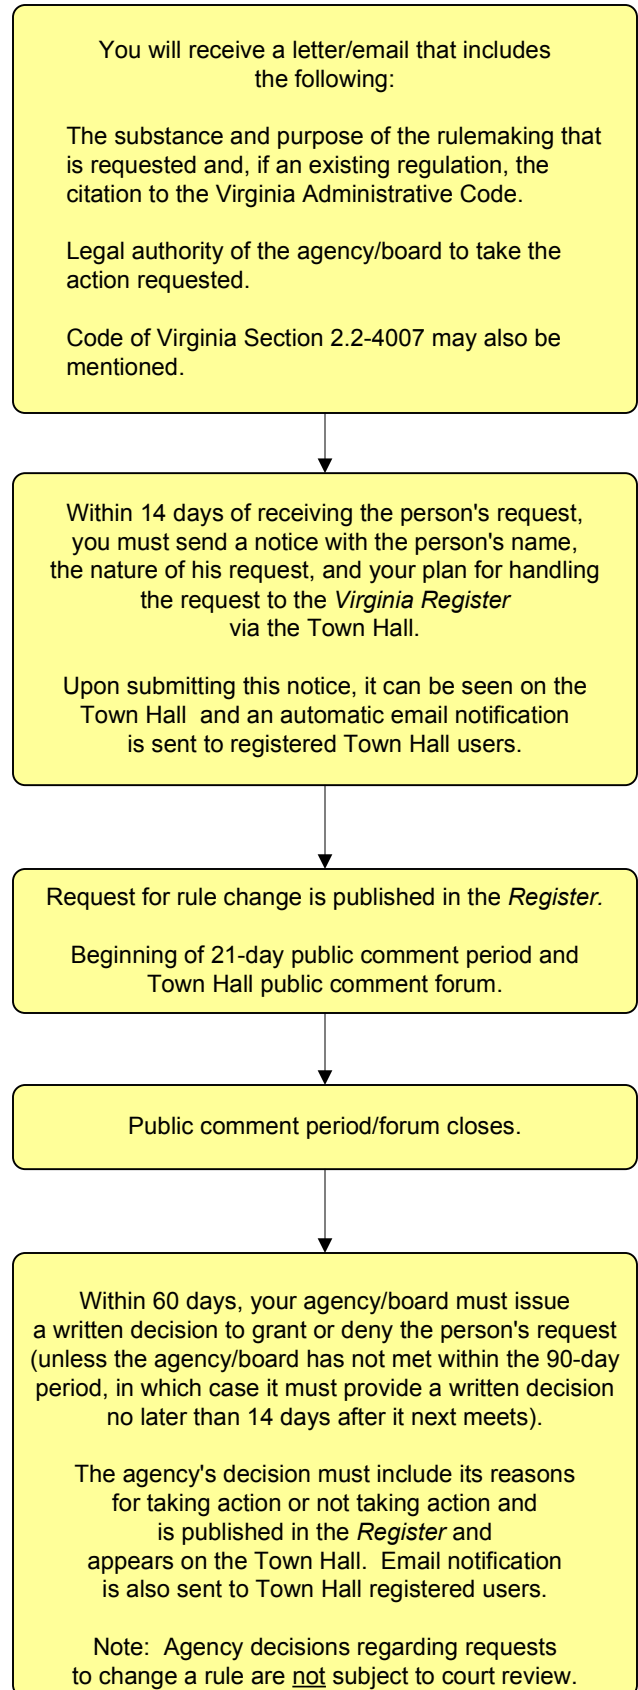 You will receive a letter/email that includes
the following:
The substance and purpose of the rulemaking that
is requested and, if an existing regulation, the
citation to the Virginia Administrative Code.
Legal authority of the agency/board to take the
action requested.
Code of Virginia Section 2.2-4007 may also be
mentioned.
Within 14 days of receiving the person's request,
you must send a notice with the person's name,
the nature of his request, and your plan for handling
the request to the Virginia Register
via the Town Hall.
Upon submitting this notice, it can be seen on the
Town Hall and an automatic email notification
is sent to registered Town Hall users.
Request for rule change is published in the Register.
Beginning of 21-day public comment period and
Town Hall public comment forum.
Public comment period/forum closes.
Within 60 days, your agency/board must issue
a written decision to grant or deny the person's request
(unless the agency/board has not met within the 90-day
period, in which case it must provide a written decision
no later than 14 days after it next meets).
The agency's decision must include its reasons
for taking action or not taking action and
is published in the Register and
appears on the Town Hall. Email notification
is also sent to Town Hall registered users.
Note: Agency decisions regarding requests
to change a rule are not subject to court review.